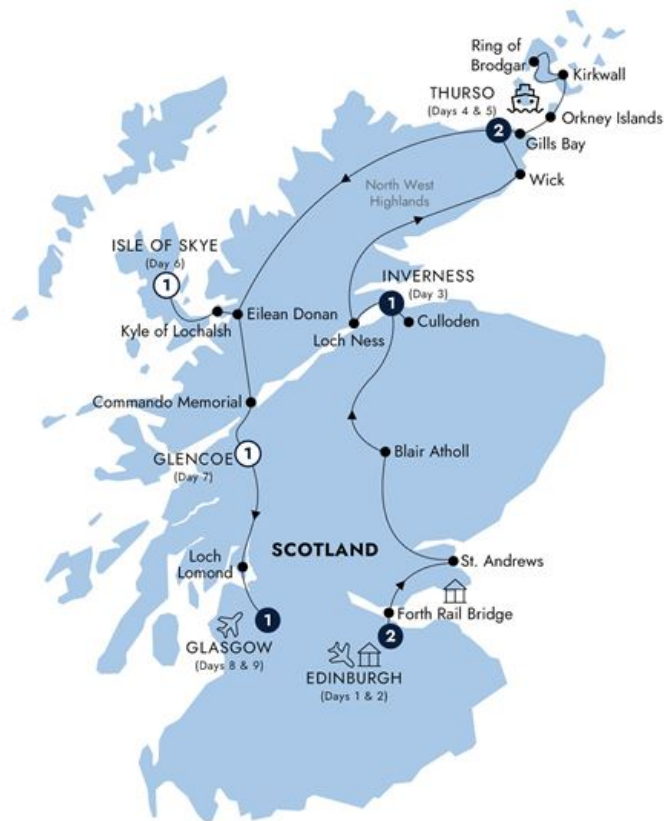 Ring of
Brodgar
Kirkwall
THURSO
(Days 4 & 5)
Orkney Islands
2
Gills Bay
Wick
North West
Highlands
ISLE OF SKYE
(Day 6)
1
INVERNESS
(Day 3)
1
Eilean Donan
Kyle of Lochalsh
Loch Ness
Culloden
Commando Memorial
GLENCOE
1
(Day 7)
Blair Atholl
SCOTLAND
Loch
Lomond
St. Andrews
Forth Rail Bridge
1
GLASGOW
(Days 8 & 9)
2
EDINBURGH
(Days 1 & 2)